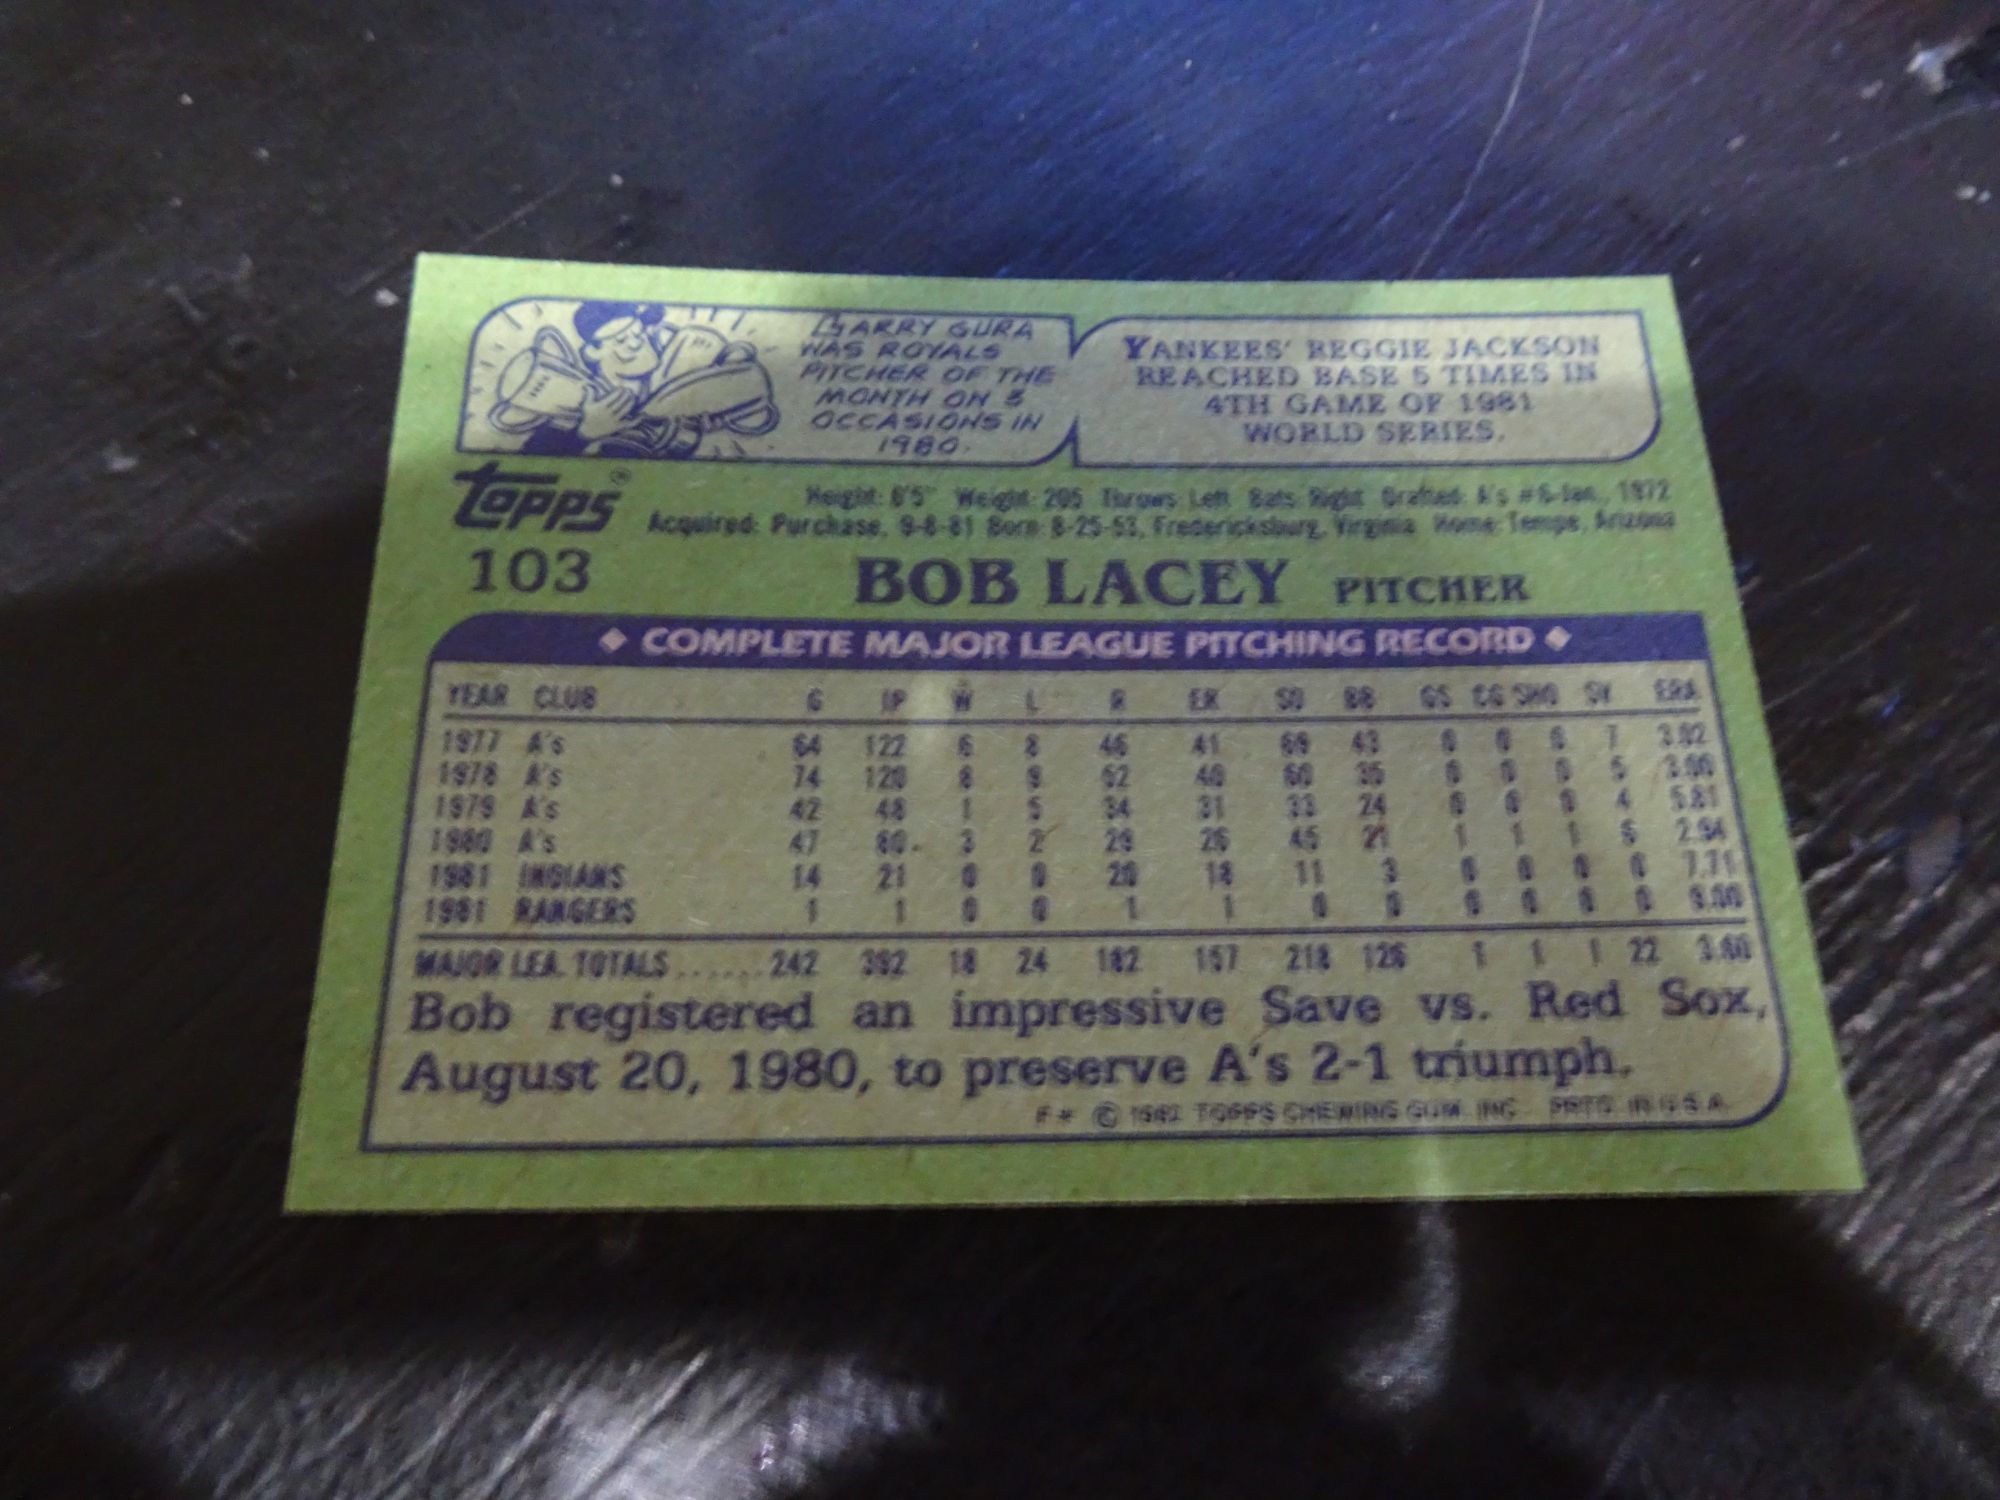 LARRY GURA
WAS ROYALS
PITCHER OF THE
MONTH ON 3
OCCASIONS IN
1980.
YANKEES' REGGIE JACKSON
REACHED BASE 5 TIMES IN
4TH GAME OF 1981
WORLD SERIES.
topps®
Height: 6'5" Weight: 205 Throws: Left Bats: Right Drafted: A's #8-Jan., 1972
Acquired: Purchase, 9-8-81 Born: 8-25-53, Fredericksburg, Virginia Home: Tempe, Arizona
103 BOB LACEY PITCHER
◆ COMPLETE MAJOR LEAGUE PITCHING RECORD ◆
YEAR CLUB G IP W L R ER SO BB GS CG SHO SV ERA
1977 A's 64 122 6 8 46 41 69 43 0 0 0 7 3.02
1978 A's 74 120 8 9 52 40 60 35 0 0 0 5 3.00
1979 A's 42 48 1 5 34 31 33 24 0 0 0 4 5.81
1980 A's 47 80 3 2 29 26 45 21 1 1 1 6 2.94
1981 INDIANS 14 21 0 0 20 18 11 3 0 0 0 0 7.71
1981 RANGERS 1 1 0 0 1 1 0 0 0 0 0 0 9.00
MAJOR LEA. TOTALS ...... 242 392 18 24 182 157 218 126 1 1 1 22 3.60
Bob registered an impressive Save vs. Red Sox,
August 20, 1980, to preserve A's 2-1 triumph.
F* © 1982 TOPPS CHEWING GUM, INC. PRTD. IN U.S.A.